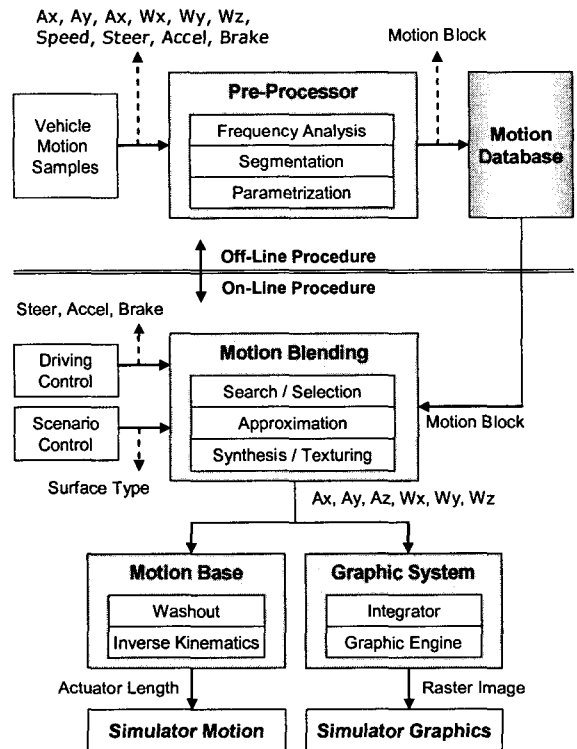 Ax, Ay, Ax, Wx, Wy, Wz,
Speed, Steer, Accel, Brake
Motion Block
Vehicle
Motion
Samples
Pre-Processor
Frequency Analysis
Segmentation
Parametrization
Motion
Database
Off-Line Procedure
On-Line Procedure
Steer, Accel, Brake
Driving
Control
Scenario
Control
Surface Type
Motion Blending
Search / Selection
Approximation
Synthesis / Texturing
Motion Block
Ax, Ay, Az, Wx, Wy, Wz
Motion Base
Washout
Inverse Kinematics
Graphic System
Integrator
Graphic Engine
Actuator Length
Raster Image
Simulator Motion
Simulator Graphics